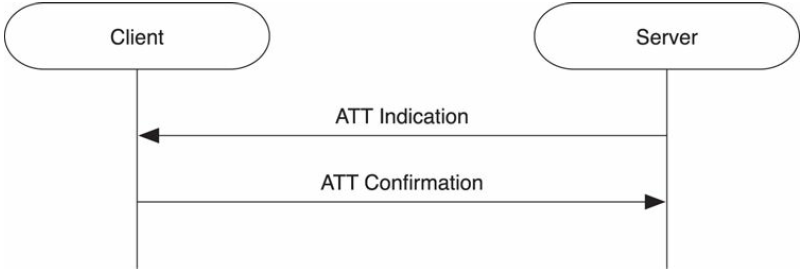 Client
Server
ATT Indication
ATT Confirmation